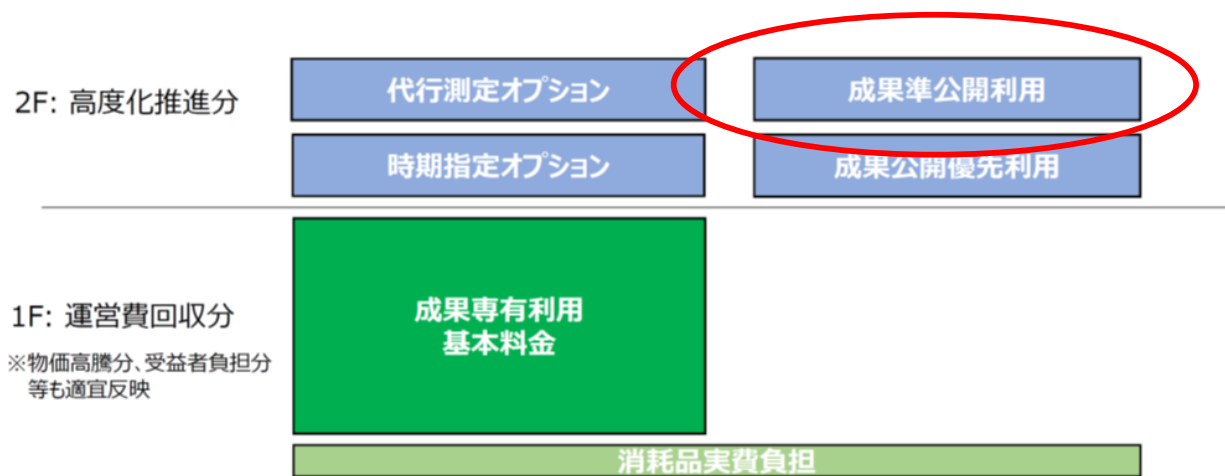 2F: 高度化推進分
代行測定オプション
成果準公開利用
時期指定オプション
成果公開優先利用
1F: 運営費回収分
※物価高騰分、受益者負担分
等も適宜反映
成果専有利用
基本料金
消耗品実費負担